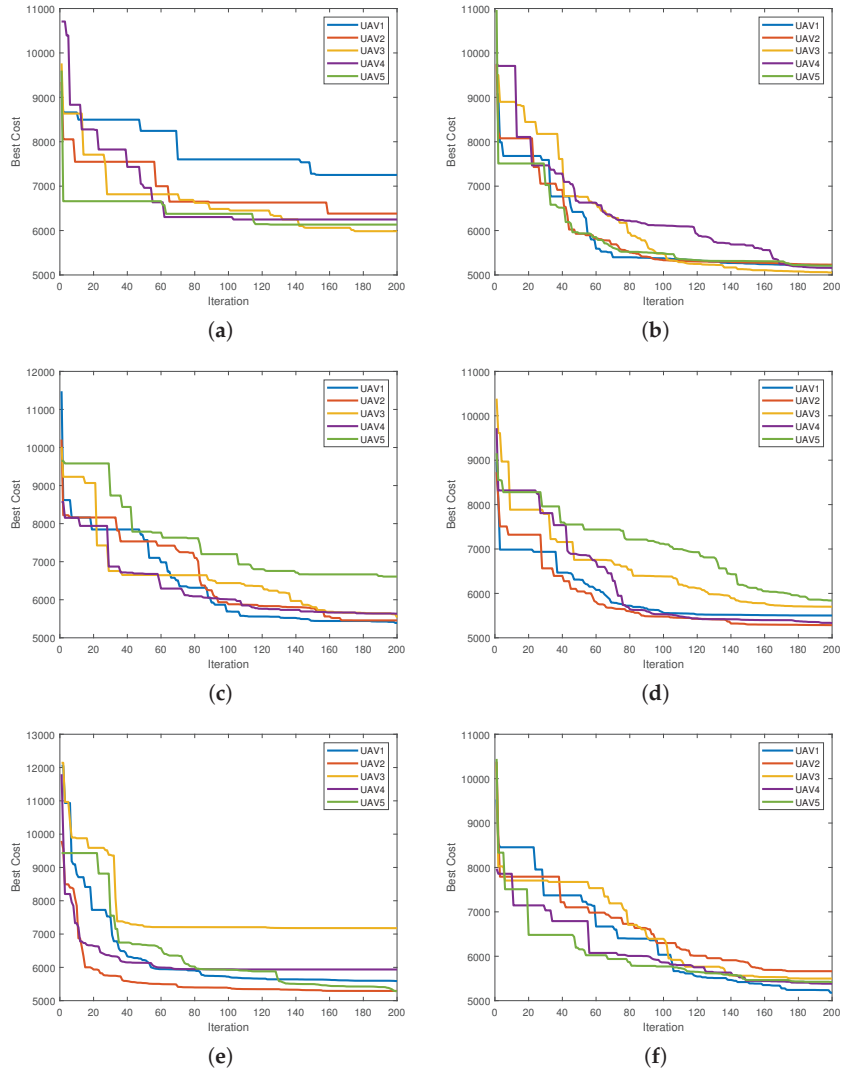 11000
10000
9000
8000
7000
6000
5000
Best Cost
0 20 40 60 80 100 120 140 160 180 200
Iteration
UAV1
UAV2
UAV3
UAV4
UAV5
(a)
11000
10000
9000
8000
7000
6000
5000
Best Cost
0 20 40 60 80 100 120 140 160 180 200
Iteration
UAV1
UAV2
UAV3
UAV4
UAV5
(b)
12000
11000
10000
9000
8000
7000
6000
5000
Best Cost
0 20 40 60 80 100 120 140 160 180 200
Iteration
UAV1
UAV2
UAV3
UAV4
UAV5
(c)
11000
10000
9000
8000
7000
6000
5000
Best Cost
0 20 40 60 80 100 120 140 160 180 200
Iteration
UAV1
UAV2
UAV3
UAV4
UAV5
(d)
13000
12000
11000
10000
9000
8000
7000
6000
5000
Best Cost
0 20 40 60 80 100 120 140 160 180 200
Iteration
UAV1
UAV2
UAV3
UAV4
UAV5
(e)
11000
10000
9000
8000
7000
6000
5000
Best Cost
0 20 40 60 80 100 120 140 160 180 200
Iteration
UAV1
UAV2
UAV3
UAV4
UAV5
(f)